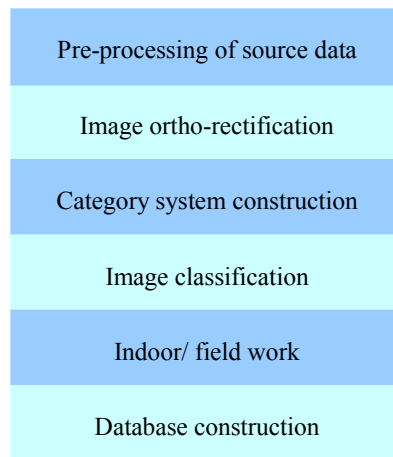 Pre-processing of source data
Image ortho-rectification
Category system construction
Image classification
Indoor/ field work
Database construction